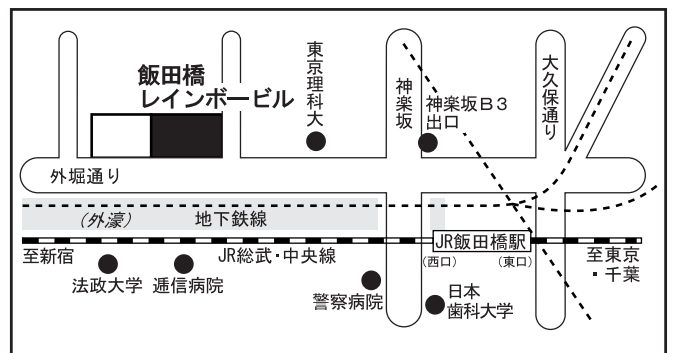 飯田橋
レインボービル
東京理科大
神楽坂
神楽坂B3
出口
大久保通り
外堀通り
(外濠)
地下鉄線
JR飯田橋駅
至新宿
JR総武・中央線
(西口)
(東口)
至東京
・千葉
法政大学
逓信病院
警察病院
日本
歯科大学